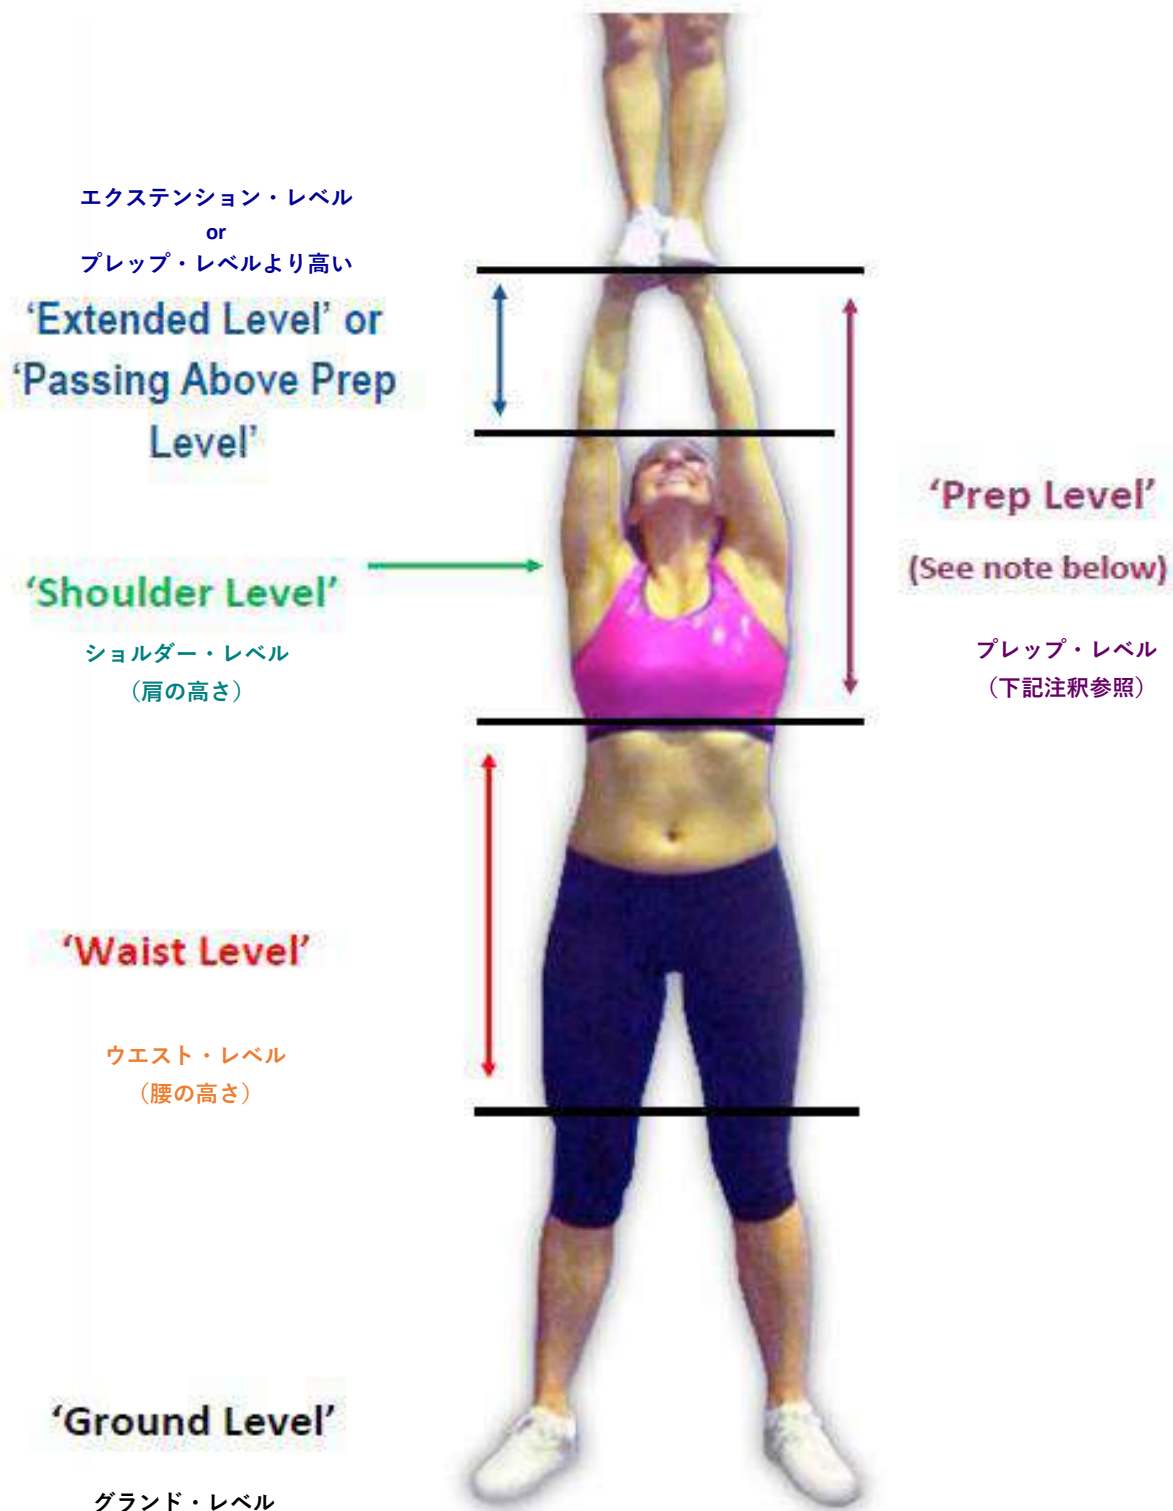 エクステンション・レベル
or
プレップ・レベルより高い
‘Extended Level’ or
‘Passing Above Prep
Level’
‘Prep Level’
(See note below)
プレップ・レベル
（下記注釈参照）
‘Shoulder Level’
ショルダー・レベル
（肩の高さ）
‘Waist Level’
ウエスト・レベル
（腰の高さ）
‘Ground Level’
グランド・レベル